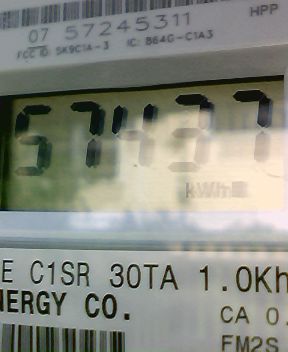 HPP
07 57245311
FCC ID SK9C1A-3 IC: 864G-C1A3
57437
kWh
E C1SR 30TA 1.0Kh
NERGY CO.
CA 0.
FM2S